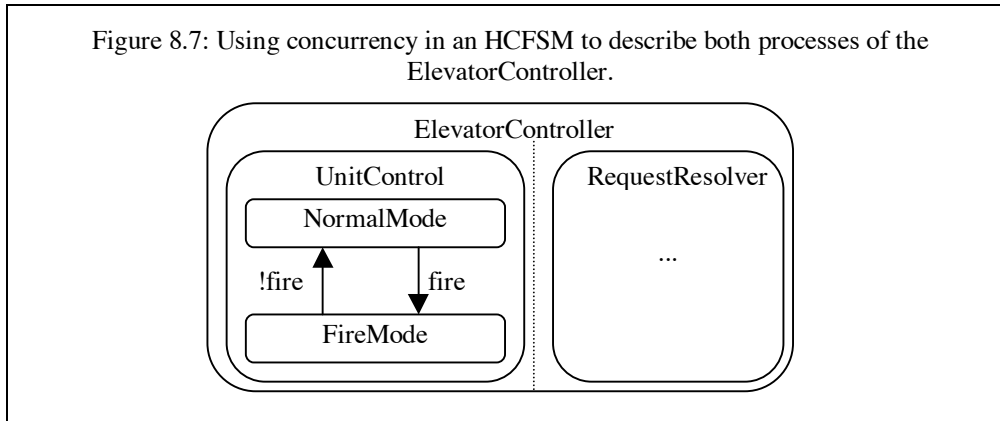 Figure 8.7: Using concurrency in an HCFSM to describe both processes of the
ElevatorController.
ElevatorController
UnitControl
NormalMode
!fire
fire
FireMode
RequestResolver
...